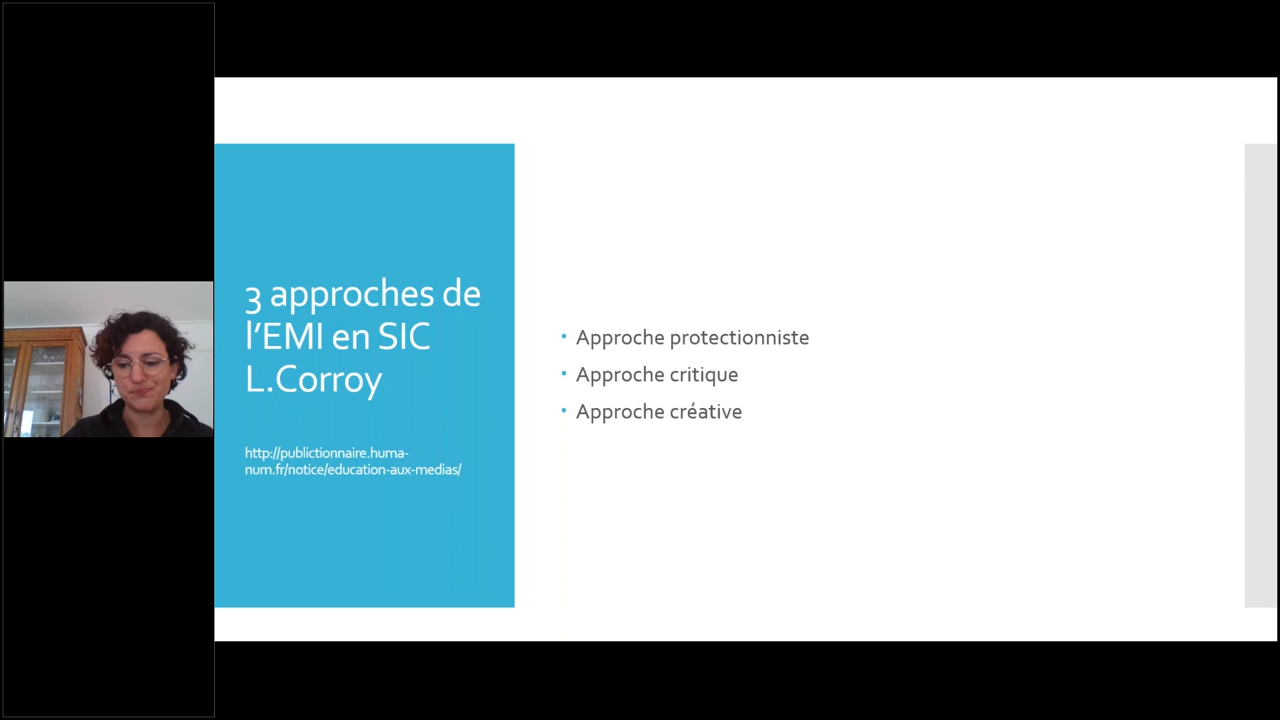 3 approches de
l’EMI en SIC
L.Corroy
http://publictionnaire.huma-
num.fr/notice/education-aux-medias/
• Approche protectionniste
• Approche critique
• Approche créative